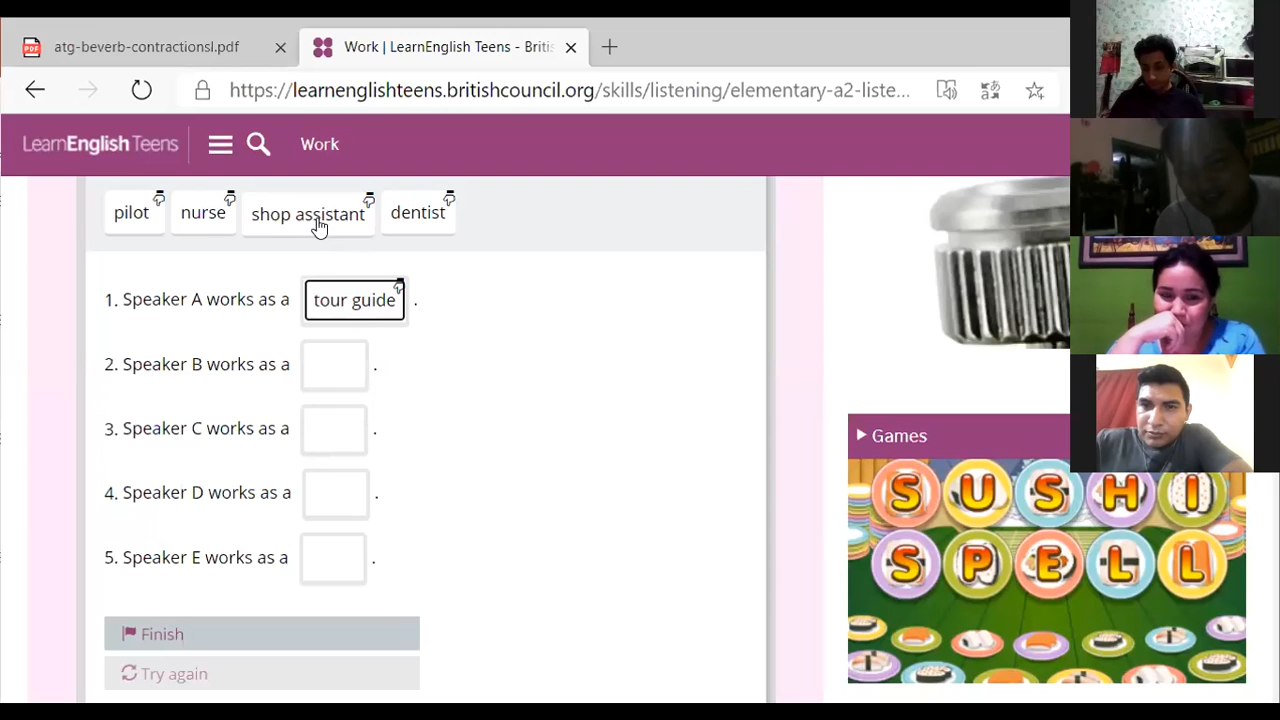 atg-beverb-contractionsl.pdf
Work | LearnEnglish Teens - Britis
https://learnenglishteens.britishcouncil.org/skills/listening/elementary-a2-liste...
LearnEnglish Teens
Work
pilot
nurse
shop assistant
dentist
1. Speaker A works as a tour guide .
2. Speaker B works as a .
3. Speaker C works as a .
4. Speaker D works as a .
5. Speaker E works as a .
Finish
Try again
Games
SUSHI
SPELL